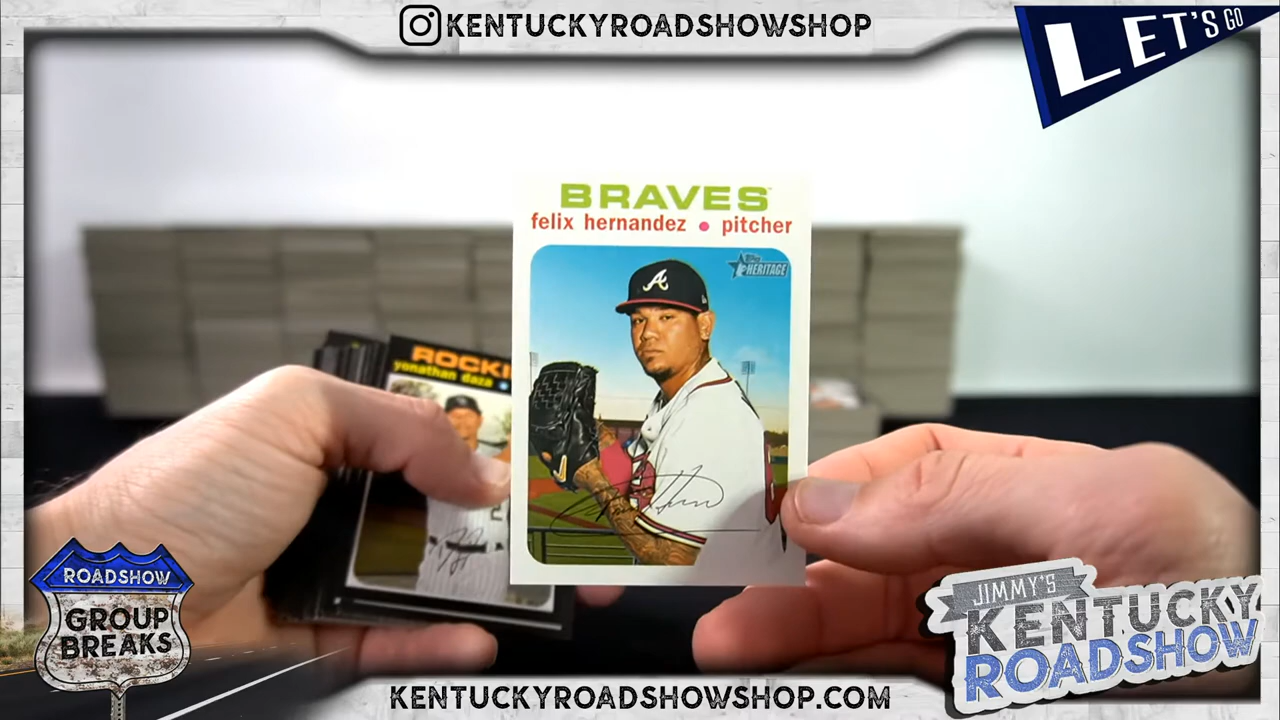 KENTUCKYROADSHOWSHOP
LET'S GO
BRAVES
felix hernandez • pitcher
Topps
HERITAGE
A
ROCKI
yonathan daza
ROADSHOW
GROUP
BREAKS
JIMMY'S
KENTUCKY
ROADSHOW
KENTUCKYROADSHOWSHOP.COM